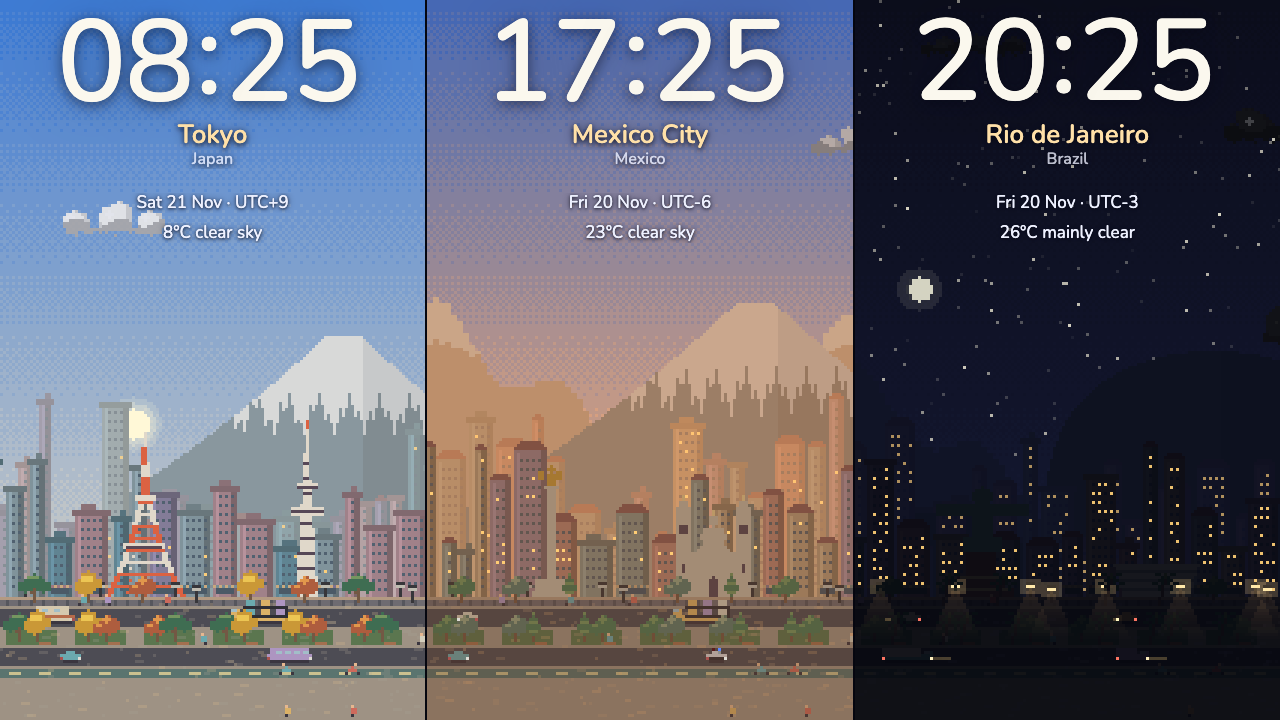 08:25
Tokyo
Japan
Sat 21 Nov · UTC+9
8°C clear sky
17:25
Mexico City
Mexico
Fri 20 Nov · UTC-6
23°C clear sky
20:25
Rio de Janeiro
Brazil
Fri 20 Nov · UTC-3
26°C mainly clear